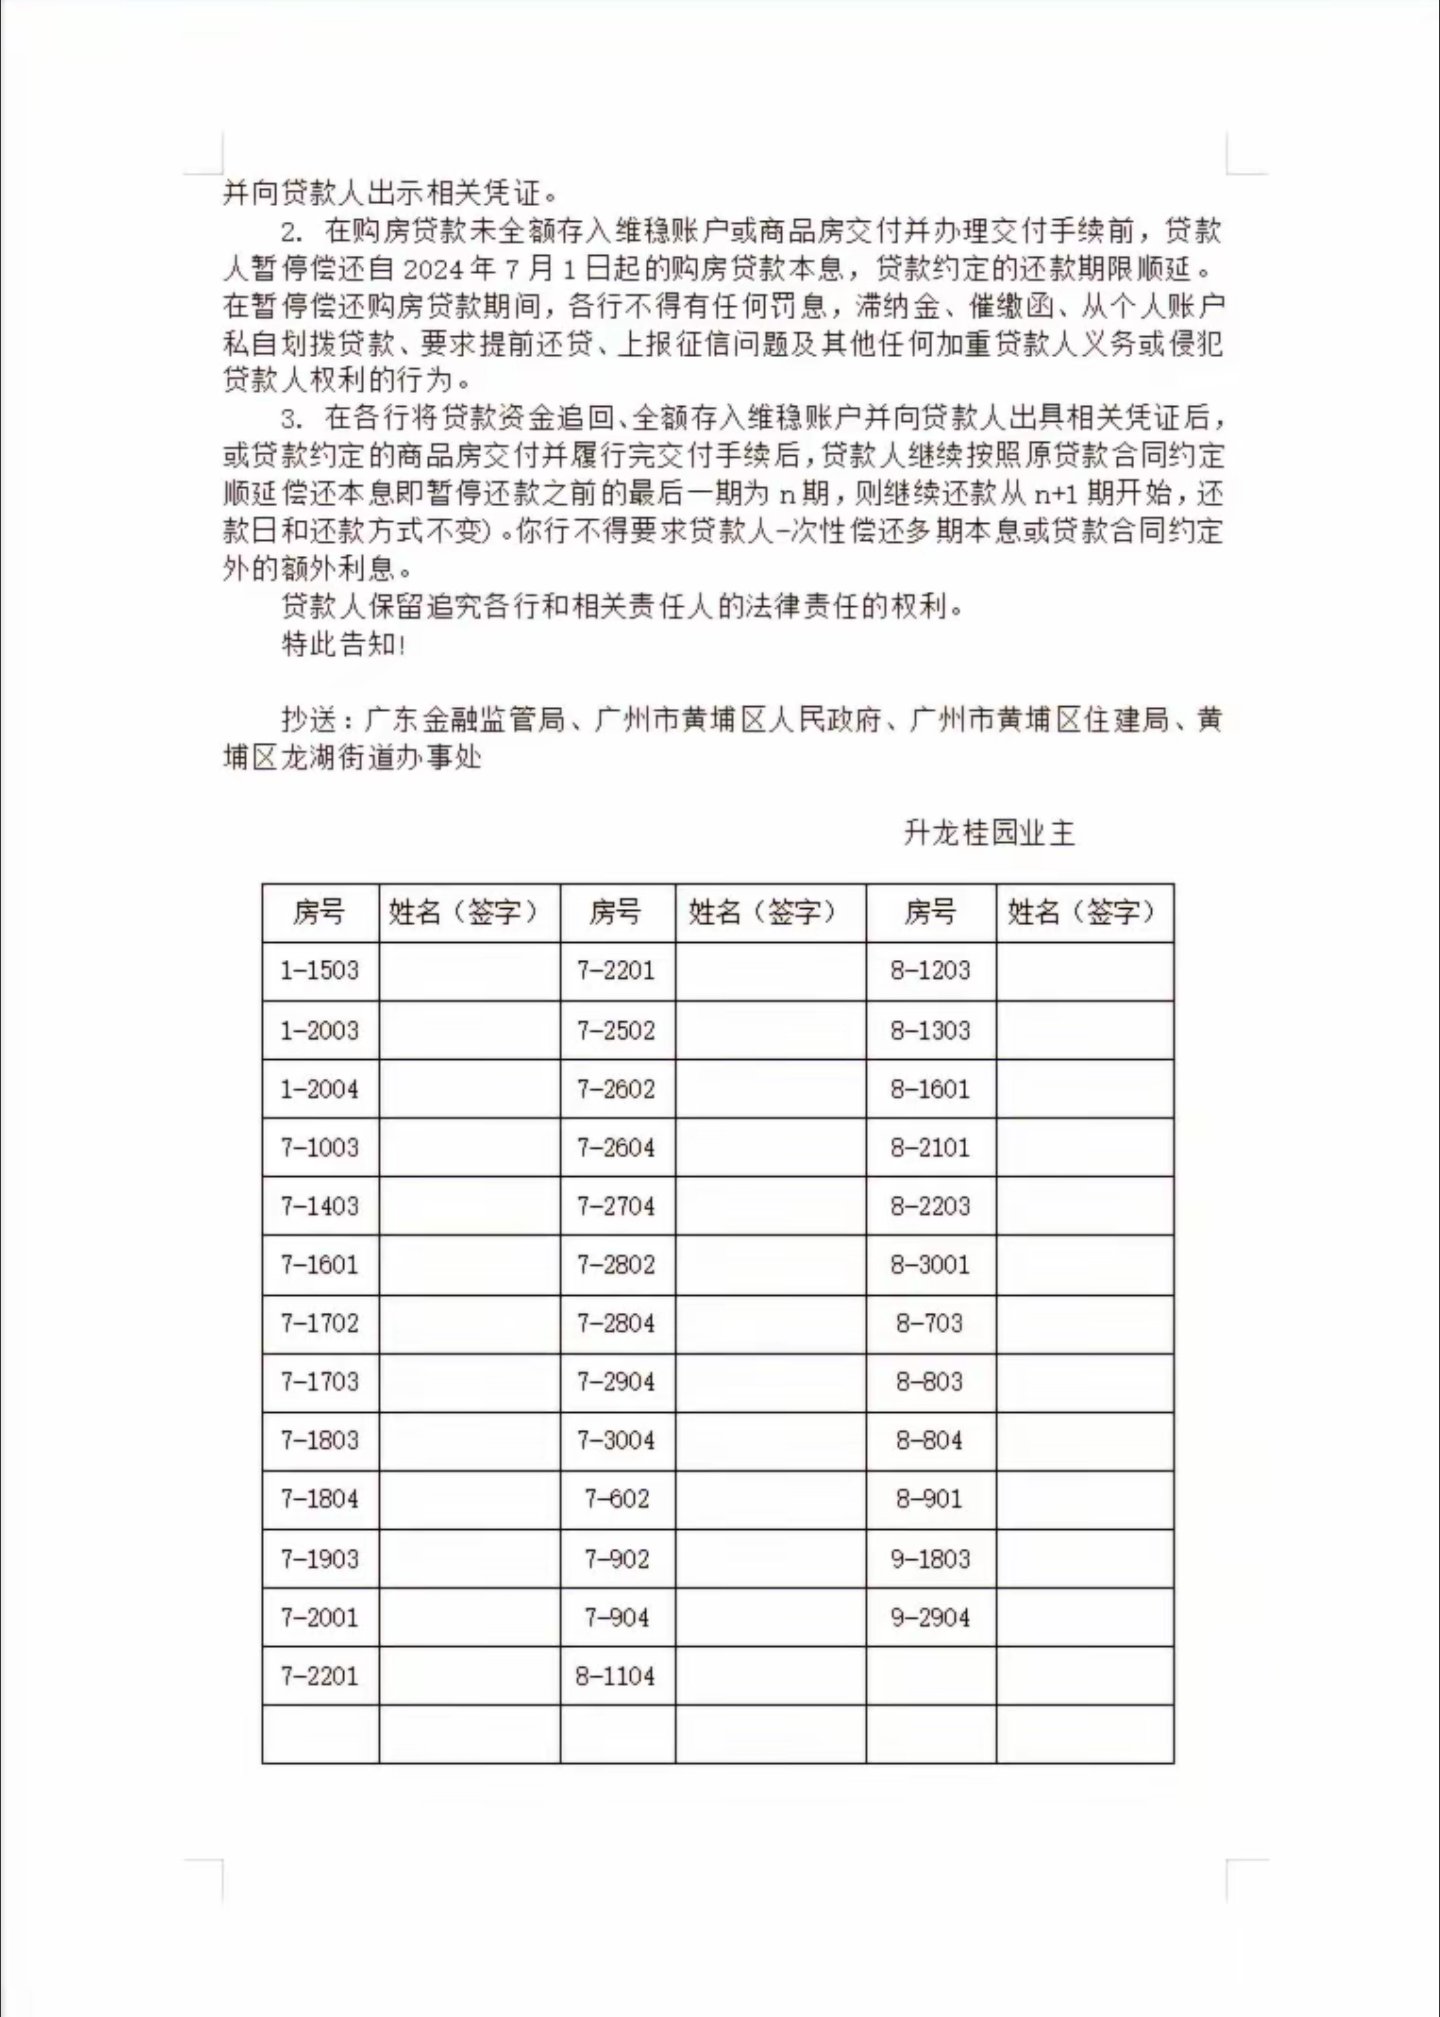 并向贷款人出示相关凭证。
2. 在购房贷款未全额存入维稳账户或商品房交付并办理交付手续前，贷款
人暂停偿还自2024年7月1日起的购房贷款本息，贷款约定的还款期限顺延。
在暂停偿还购房贷款期间，各行不得有任何罚息，滞纳金、催缴函、从个人账户
私自划拨贷款、要求提前还贷、上报征信问题及其他任何加重贷款人义务或侵犯
贷款人权利的行为。
3. 在各行将贷款资金追回、全额存入维稳账户并向贷款人出具相关凭证后，
或贷款约定的商品房交付并履行完交付手续后，贷款人继续按照原贷款合同约定
顺延偿还本息即暂停还款之前的最后一期为n期，则继续还款从n+1期开始，还
款日和还款方式不变)。你行不得要求贷款人-次性偿还多期本息或贷款合同约定
外的额外利息。
贷款人保留追究各行和相关责任人的法律责任的权利。
特此告知!
抄送：广东金融监管局、广州市黄埔区人民政府、广州市黄埔区住建局、黄
埔区龙湖街道办事处
升龙桂园业主
房号 姓名（签字） 房号 姓名（签字） 房号 姓名（签字）
1-1503 7-2201 8-1203
1-2003 7-2502 8-1303
1-2004 7-2602 8-1601
7-1003 7-2604 8-2101
7-1403 7-2704 8-2203
7-1601 7-2802 8-3001
7-1702 7-2804 8-703
7-1703 7-2904 8-803
7-1803 7-3004 8-804
7-1804 7-602 8-901
7-1903 7-902 9-1803
7-2001 7-904 9-2904
7-2201 8-1104